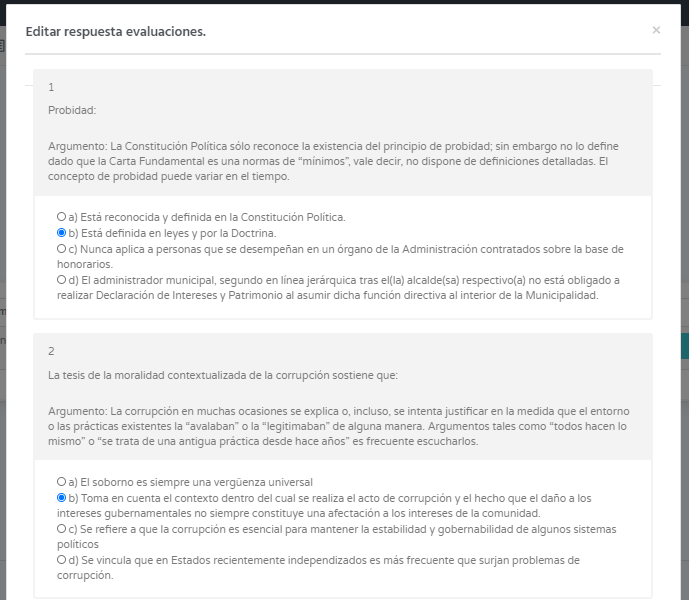 Editar respuesta evaluaciones.
×
1
Probidad:
Argumento: La Constitución Política sólo reconoce la existencia del principio de probidad; sin embargo no lo define
dado que la Carta Fundamental es una normas de “mínimos”, vale decir, no dispone de definiciones detalladas. El
concepto de probidad puede variar en el tiempo.
a) Está reconocida y definida en la Constitución Política.
b) Está definida en leyes y por la Doctrina.
c) Nunca aplica a personas que se desempeñan en un órgano de la Administración contratados sobre la base de
honorarios.
d) El administrador municipal, segundo en línea jerárquica tras el(la) alcalde(sa) respectivo(a) no está obligado a
realizar Declaración de Intereses y Patrimonio al asumir dicha función directiva al interior de la Municipalidad.
2
La tesis de la moralidad contextualizada de la corrupción sostiene que:
Argumento: La corrupción en muchas ocasiones se explica o, incluso, se intenta justificar en la medida que el entorno
o las prácticas existentes la “avalaban” o la “legitimaban” de alguna manera. Argumentos tales como “todos hacen lo
mismo” o “se trata de una antigua práctica desde hace años” es frecuente escucharlos.
a) El soborno es siempre una vergüenza universal
b) Toma en cuenta el contexto dentro del cual se realiza el acto de corrupción y el hecho que el daño a los
intereses gubernamentales no siempre constituye una afectación a los intereses de la comunidad.
c) Se refiere a que la corrupción es esencial para mantener la estabilidad y gobernabilidad de algunos sistemas
políticos
d) Se vincula que en Estados recientemente independizados es más frecuente que surjan problemas de
corrupción.